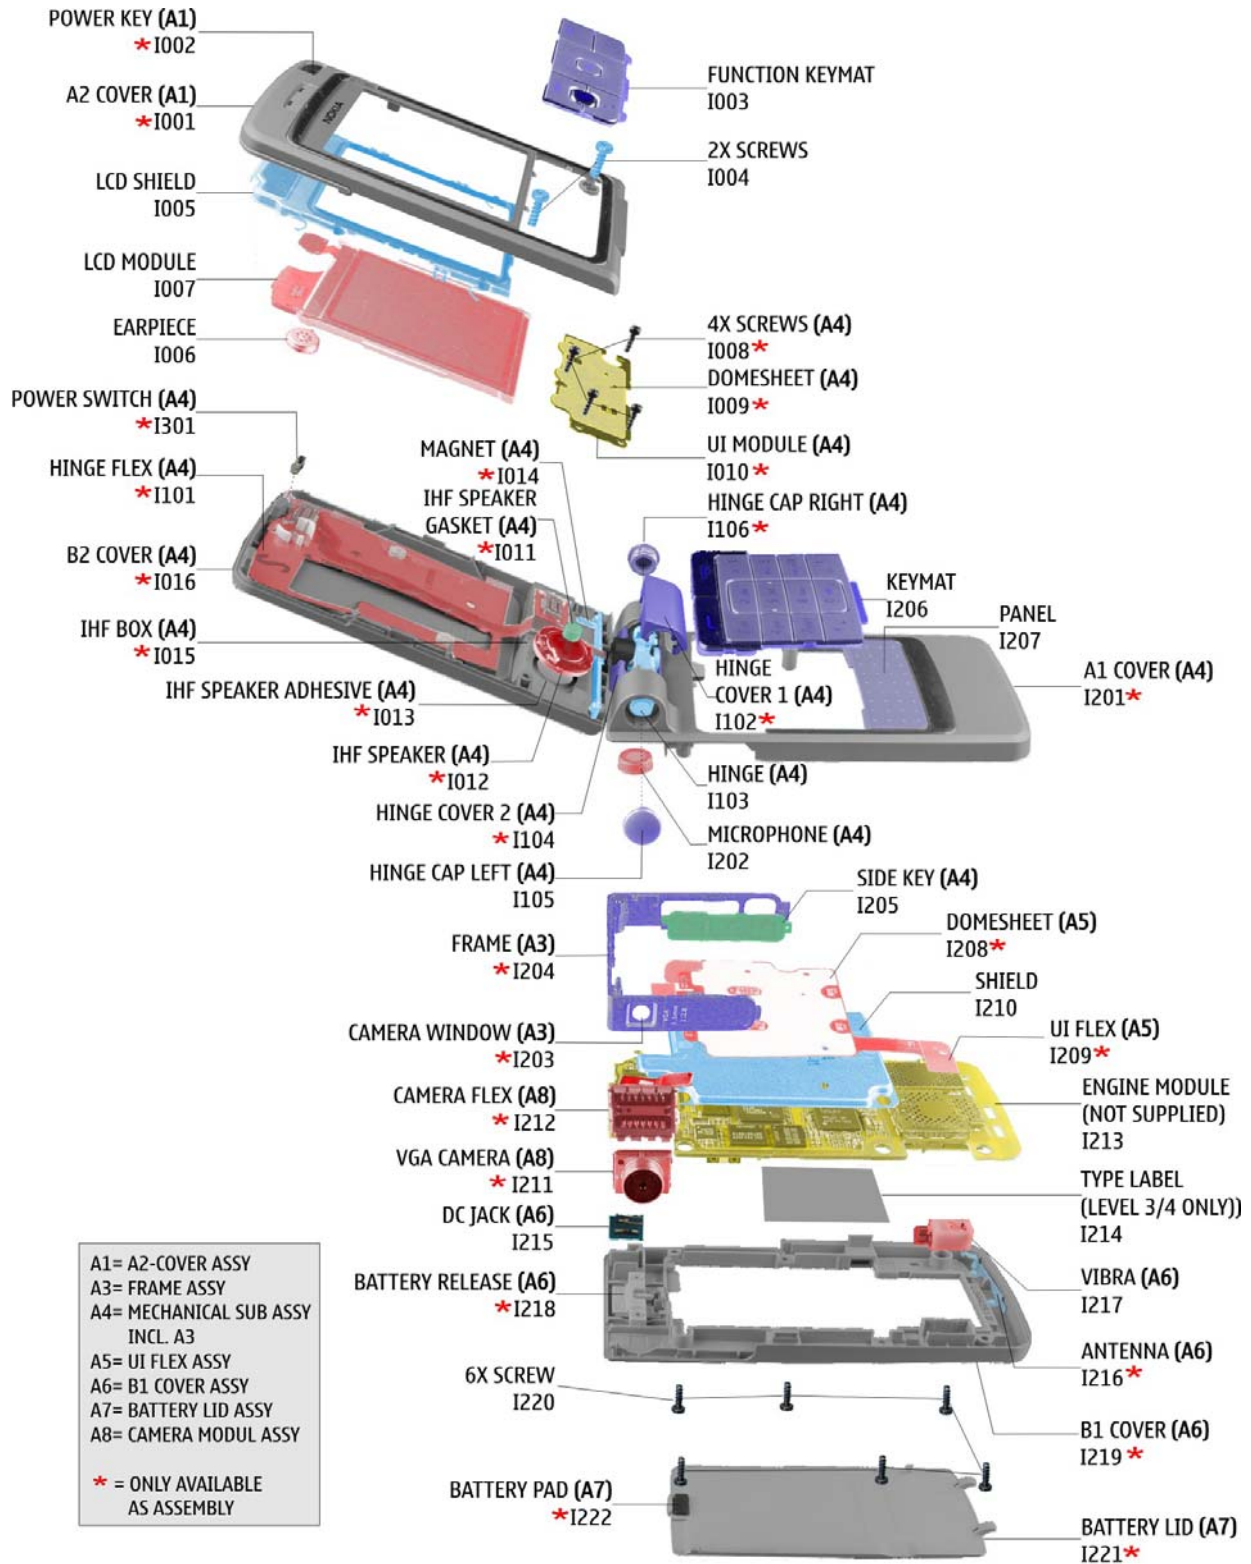 POWER KEY (A1)
* I002
A2 COVER (A1)
*I001
LCD SHIELD
I005
LCD MODULE
I007
EARPIECE
I006
POWER SWITCH (A4)
*I301
HINGE FLEX (A4)
*I101
B2 COVER (A4)
*I016
IHF BOX (A4)
*I015
IHF SPEAKER ADHESIVE (A4)
*I013
IHF SPEAKER (A4)
*I012
HINGE COVER 2 (A4)
* I104
HINGE CAP LEFT (A4)
I105
NOKIA
FUNCTION KEYMAT
I003
2X SCREWS
I004
4X SCREWS (A4)
I008*
DOMESHEET (A4)
I009*
UI MODULE (A4)
I010*
MAGNET (A4)
*I014
IHF SPEAKER
GASKET (A4)
*I011
HINGE CAP RIGHT (A4)
I106*
KEYMAT
I206
PANEL
I207
A1 COVER (A4)
I201*
HINGE
COVER 1 (A4)
I102*
HINGE (A4)
I103
MICROPHONE (A4)
I202
SIDE KEY (A4)
I205
DOMESHEET (A5)
I208*
SHIELD
I210
UI FLEX (A5)
I209*
ENGINE MODULE
(NOT SUPPLIED)
I213
TYPE LABEL
(LEVEL 3/4 ONLY))
I214
VIBRA (A6)
I217
ANTENNA (A6)
I216*
B1 COVER (A6)
I219*
BATTERY LID (A7)
I221*
FRAME (A3)
*I204
CAMERA WINDOW (A3)
*I203
CAMERA FLEX (A8)
*I212
VGA CAMERA (A8)
* I211
DC JACK (A6)
I215
BATTERY RELEASE (A6)
*I218
6X SCREW
I220
BATTERY PAD (A7)
*I222
A1= A2-COVER ASSY
A3= FRAME ASSY
A4= MECHANICAL SUB ASSY
INCL. A3
A5= UI FLEX ASSY
A6= B1 COVER ASSY
A7= BATTERY LID ASSY
A8= CAMERA MODUL ASSY
* = ONLY AVAILABLE
AS ASSEMBLY